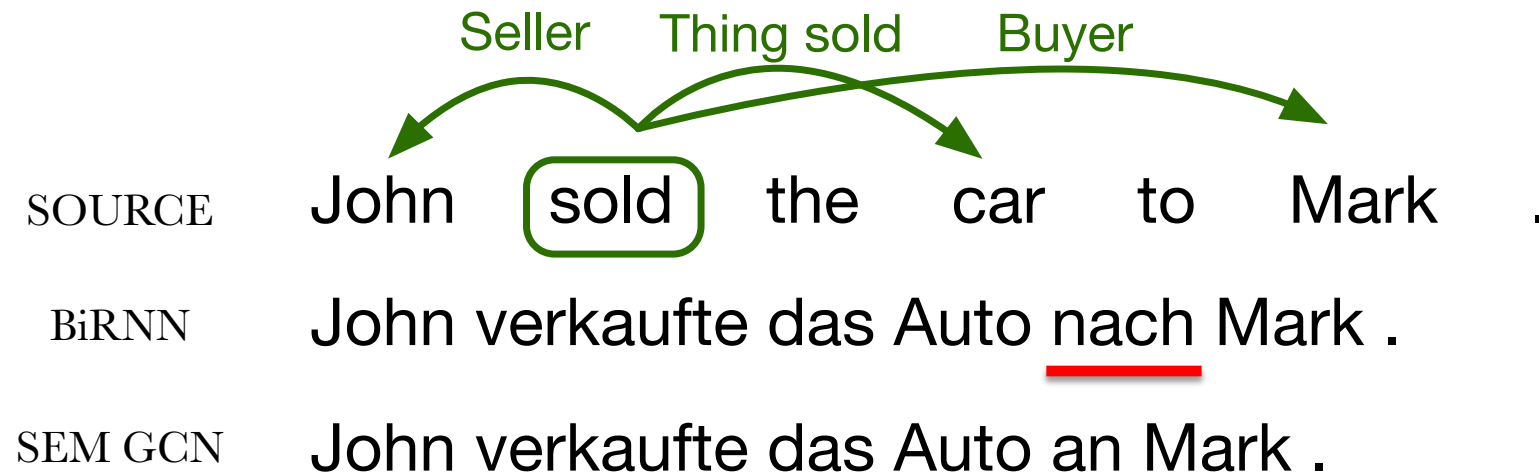 Seller Thing sold Buyer
SOURCE John sold the car to Mark .
BiRNN John verkaufte das Auto nach Mark .
SEM GCN John verkaufte das Auto an Mark .